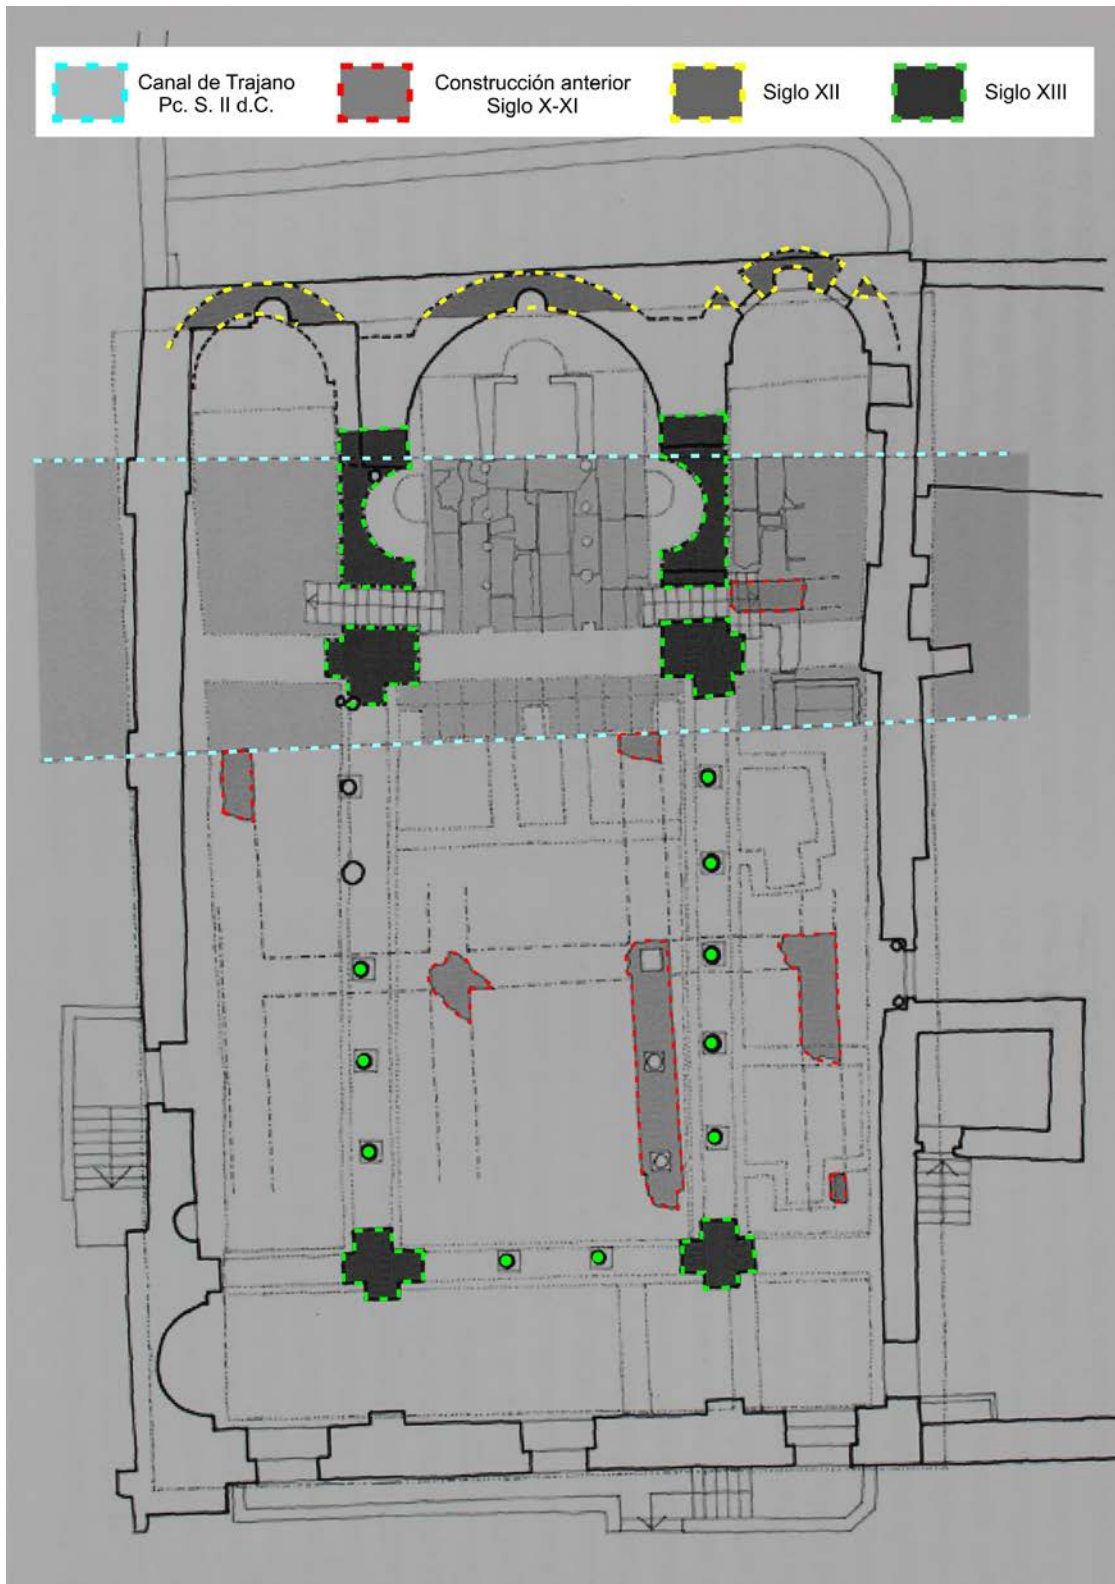 Canal de Trajano
Pc. S. II d.C.
Construcción anterior
Siglo X-XI
Siglo XII
Siglo XIII